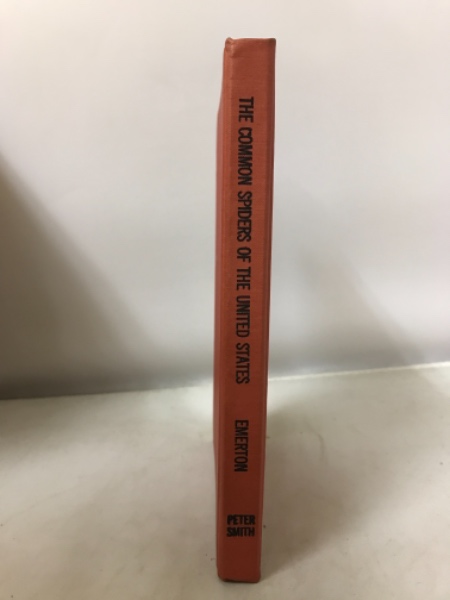 THE COMMON SPIDERS OF THE UNITED STATES
EMERTON
PETER
SMITH